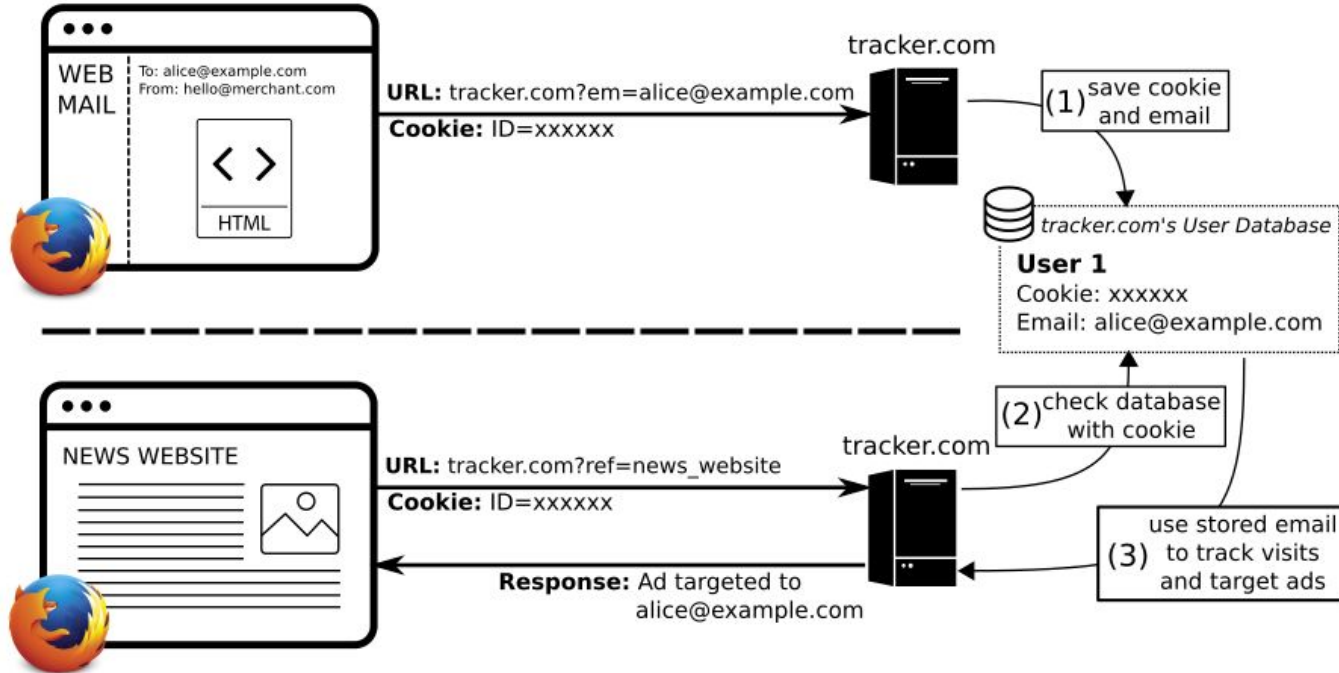 WEB
MAIL
To: alice@example.com
From: hello@merchant.com
HTML
URL: tracker.com?em=alice@example.com
Cookie: ID=xxxxxx
tracker.com
(1) save cookie
and email
tracker.com's User Database
User 1
Cookie: xxxxxx
Email: alice@example.com
NEWS WEBSITE
URL: tracker.com?ref=news_website
Cookie: ID=xxxxxx
Response: Ad targeted to
alice@example.com
tracker.com
(2) check database
with cookie
(3) use stored email
to track visits
and target ads